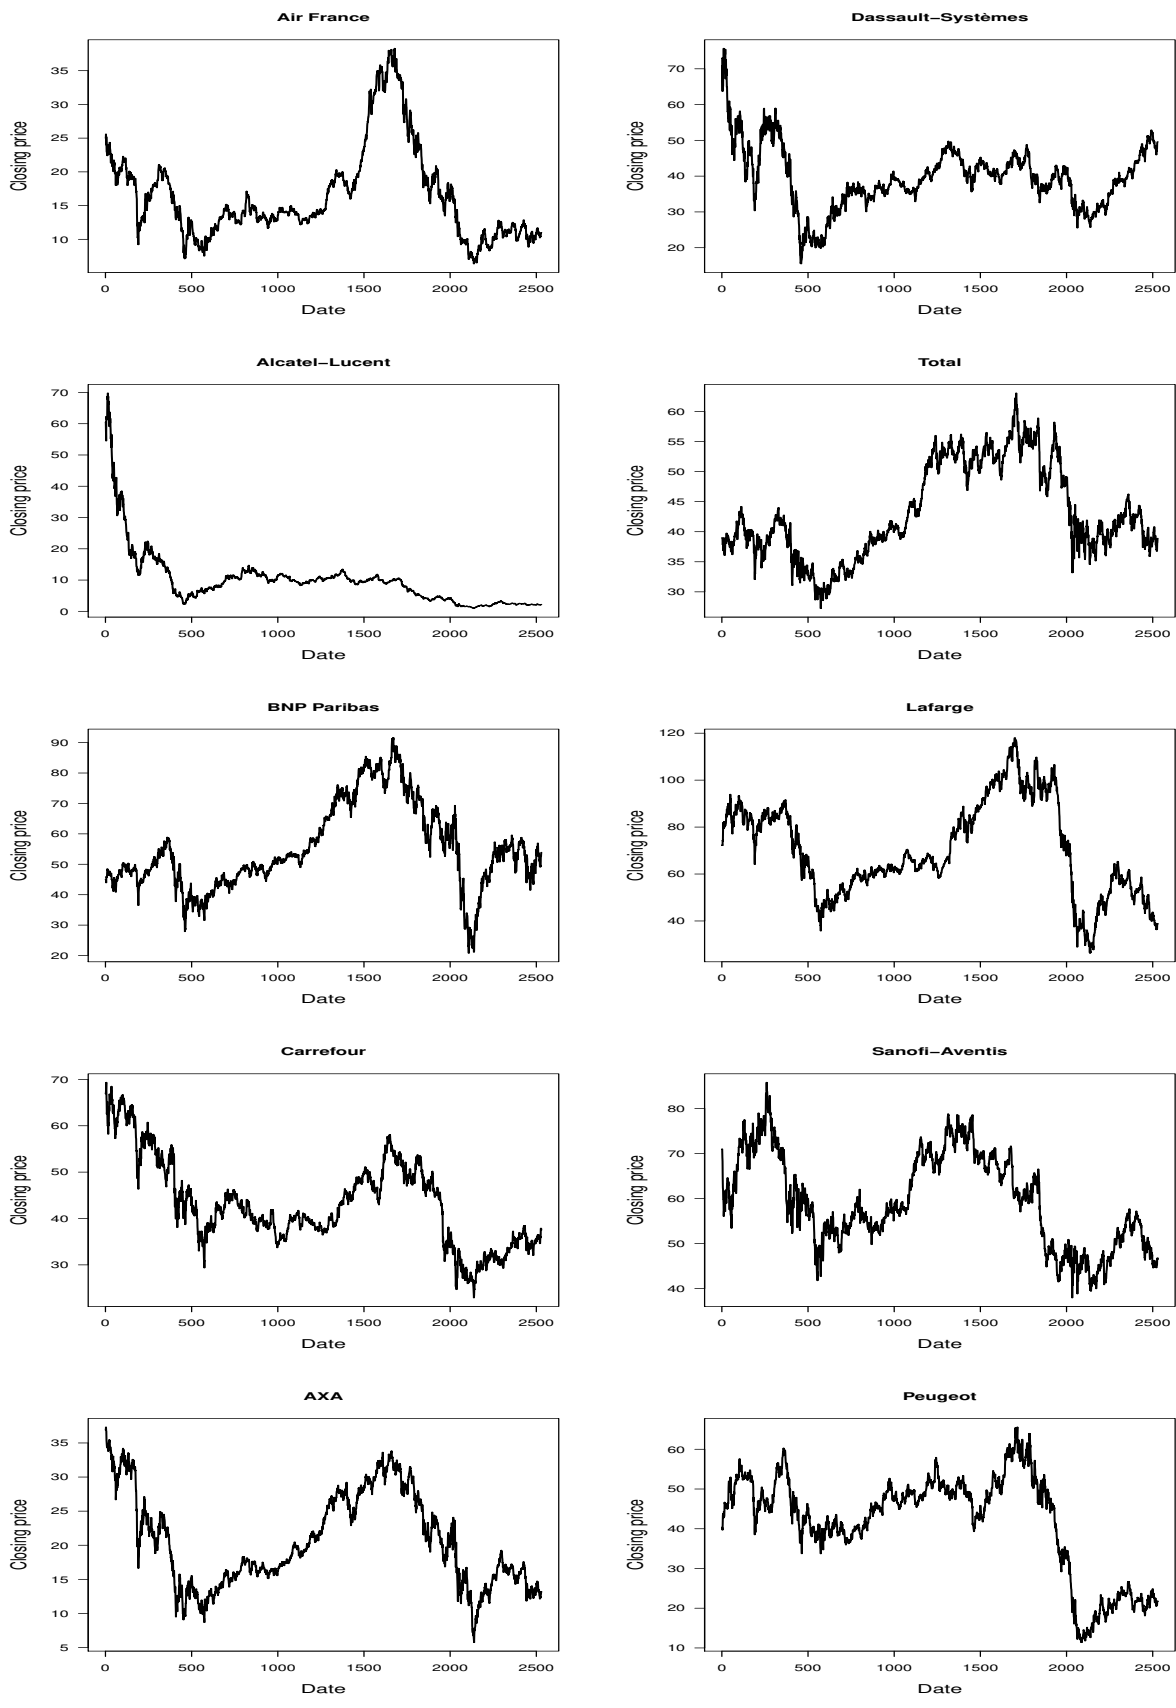 Air France
Closing price
35
30
25
20
15
10
0 500 1000 1500 2000 2500
Date
Dassault−Systèmes
Closing price
70
60
50
40
30
20
0 500 1000 1500 2000 2500
Date
Alcatel−Lucent
Closing price
70
60
50
40
30
20
10
0
0 500 1000 1500 2000 2500
Date
Total
Closing price
60
55
50
45
40
35
30
0 500 1000 1500 2000 2500
Date
BNP Paribas
Closing price
90
80
70
60
50
40
30
20
0 500 1000 1500 2000 2500
Date
Lafarge
Closing price
120
100
80
60
40
0 500 1000 1500 2000 2500
Date
Carrefour
Closing price
70
60
50
40
30
0 500 1000 1500 2000 2500
Date
Sanofi−Aventis
Closing price
80
70
60
50
40
0 500 1000 1500 2000 2500
Date
AXA
Closing price
35
30
25
20
15
10
5
0 500 1000 1500 2000 2500
Date
Peugeot
Closing price
60
50
40
30
20
10
0 500 1000 1500 2000 2500
Date